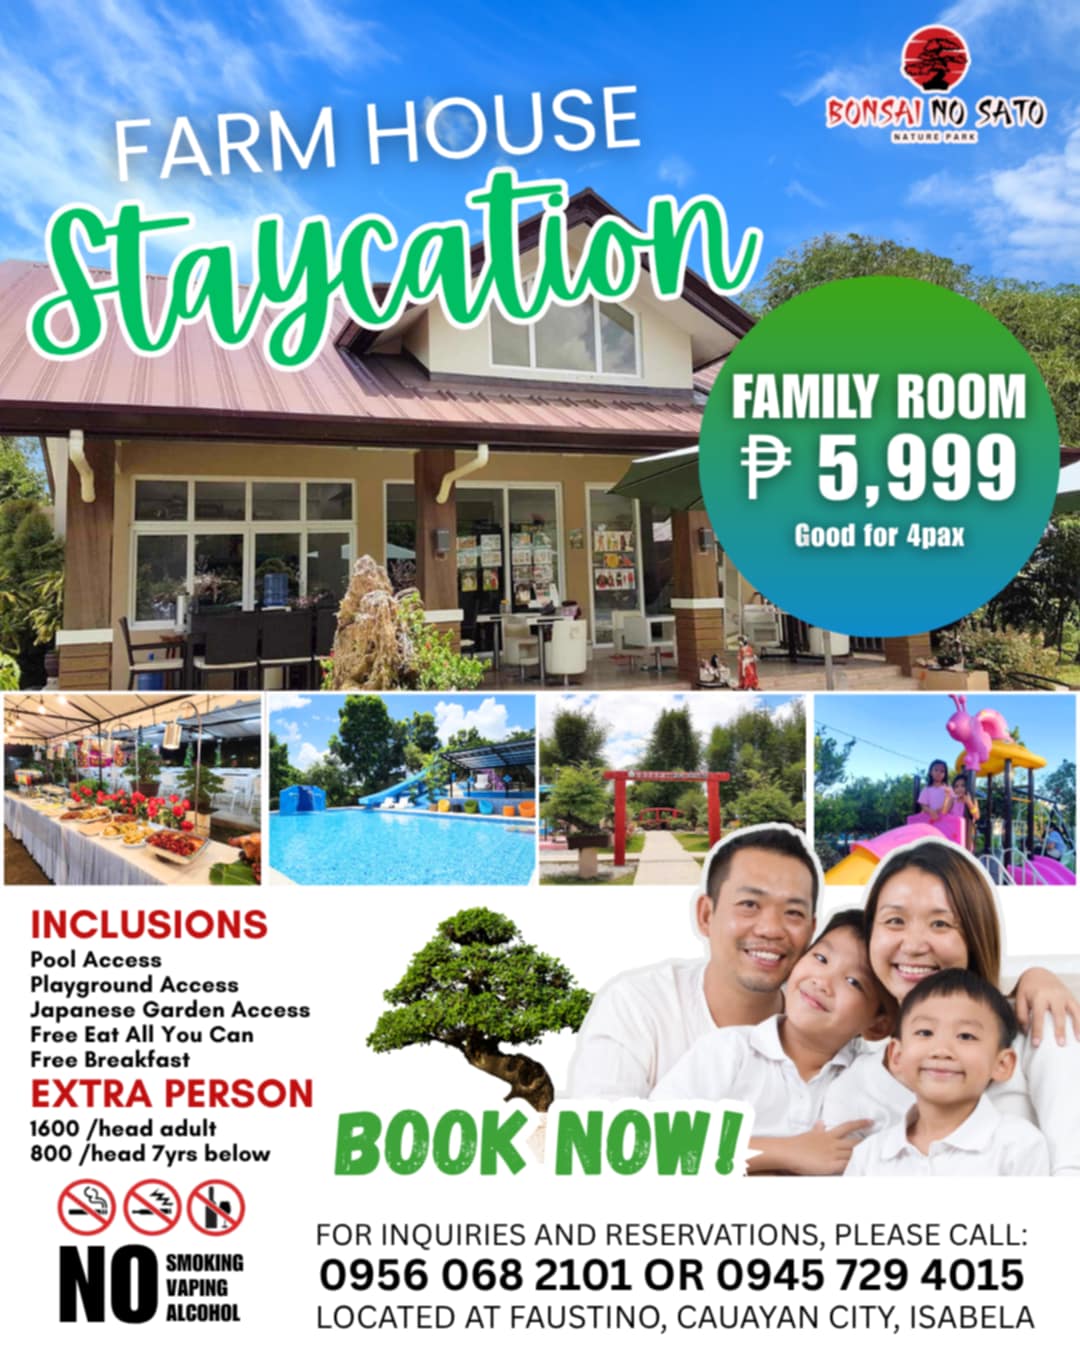 BONSAI NO SATO
NATURE PARK
FARM HOUSE
Staycation
FAMILY ROOM
₱ 5,999
Good for 4pax
INCLUSIONS
Pool Access
Playground Access
Japanese Garden Access
Free Eat All You Can
Free Breakfast
EXTRA PERSON
1600 /head adult
800 /head 7yrs below
BOOK NOW!
NO SMOKING
VAPING
ALCOHOL
FOR INQUIRIES AND RESERVATIONS, PLEASE CALL:
0956 068 2101 OR 0945 729 4015
LOCATED AT FAUSTINO, CAUAYAN CITY, ISABELA